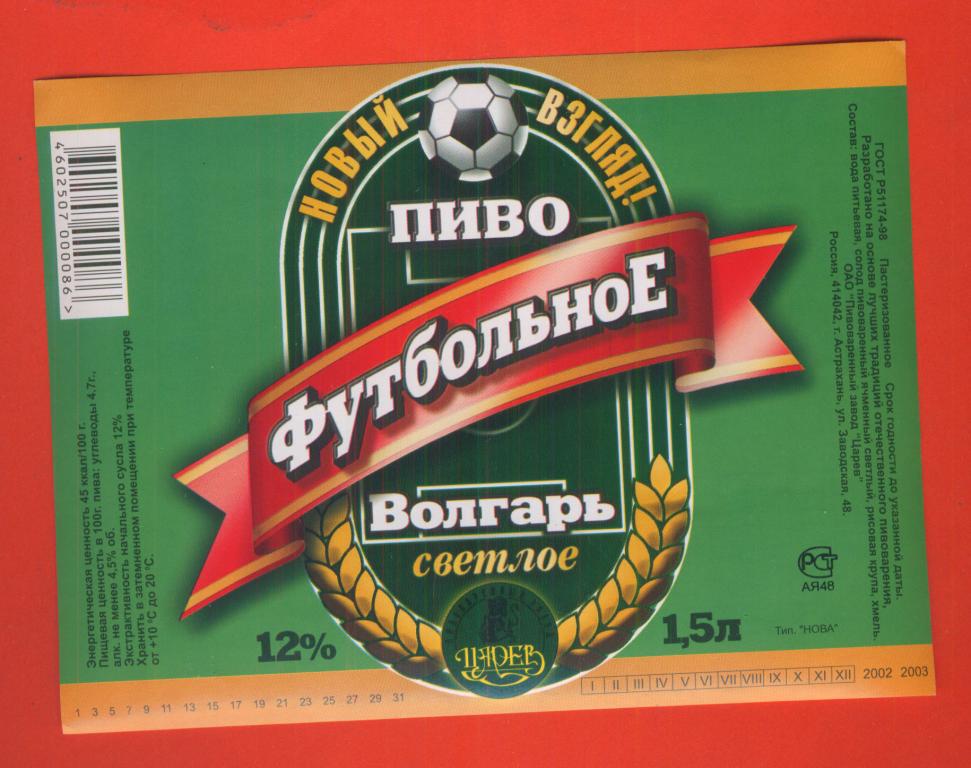 НОВЫЙ ВЗГЛЯД!
ПИВО
ФутбольноЕ
Волгарь
светлое
ЦАРЕВ
12%
1,5л
4602507000086>
Энергетическая ценность 45 ккал/100 г.
Пищевая ценность в 100г. пива: углеводы 4.7г.,
алк. не менее 4,5% об.
Экстрактивность начального сусла 12%
Хранить в затемненном помещении при температуре
от +10 °С до 20 °С.
ГОСТ Р51174-98 Пастеризованное Срок годности до указанной даты.
Разработано на основе лучших традиций отечественного пивоварения,
Состав: вода питьевая, солод пивоваренный ячменный светлый, рисовая крупа, хмель.
ОАО "Пивоваренный завод "Царев"
Россия, 414042, г. Астрахань, ул. Заводская, 48.
РСТ
АЯ48
Тип. "НОВА"
1 3 5 7 9 11 13 15 17 19 21 23 25 27 29 31
I II III IV V VI VII VIII IX X XI XII 2002 2003